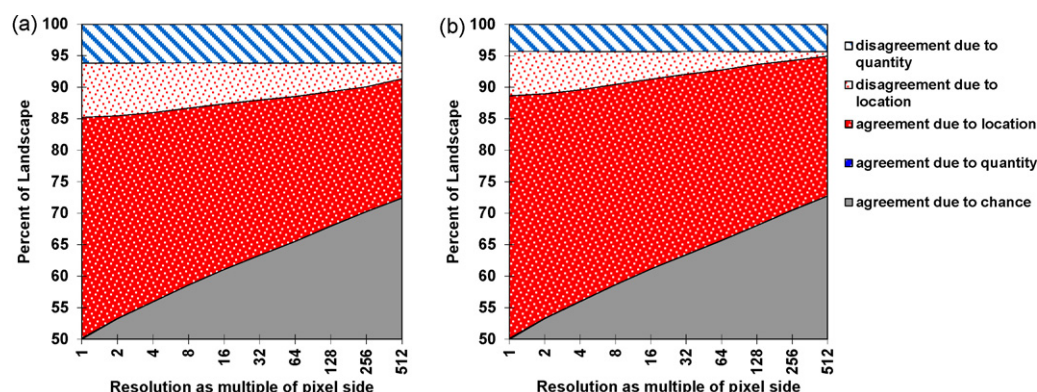 (a)
100
95
90
85
80
75
70
65
60
55
50
Percent of Landscape
1 2 4 8 16 32 64 128 256 512
Resolution as multiple of pixel side
(b)
100
95
90
85
80
75
70
65
60
55
50
Percent of Landscape
1 2 4 8 16 32 64 128 256 512
Resolution as multiple of pixel side
disagreement due to
quantity
disagreement due to
location
agreement due to location
agreement due to quantity
agreement due to chance